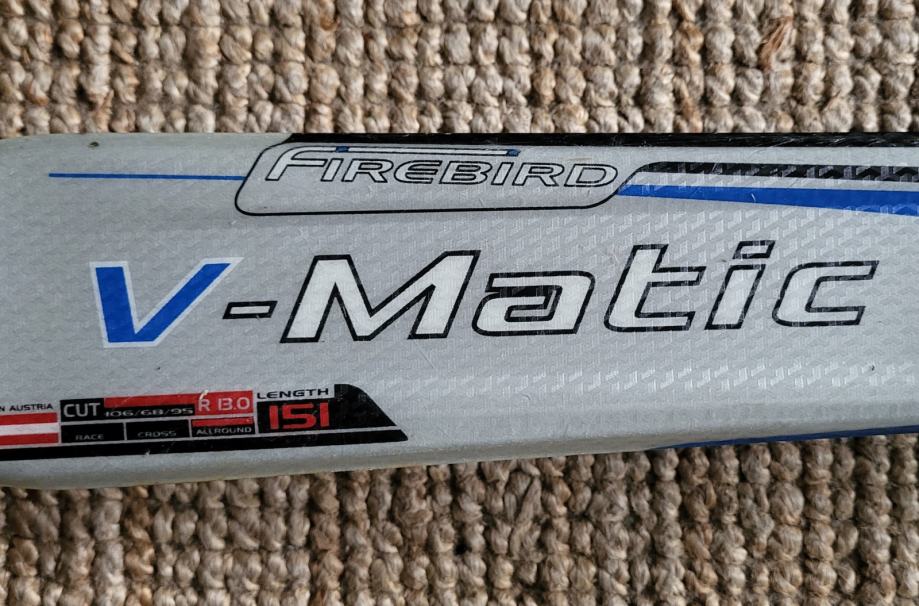 FIREBIRD
V-Matic
N AUSTRIA
CUT 106/68/95 R 13.0 LENGTH 151
RACE CROSS ALLROUND